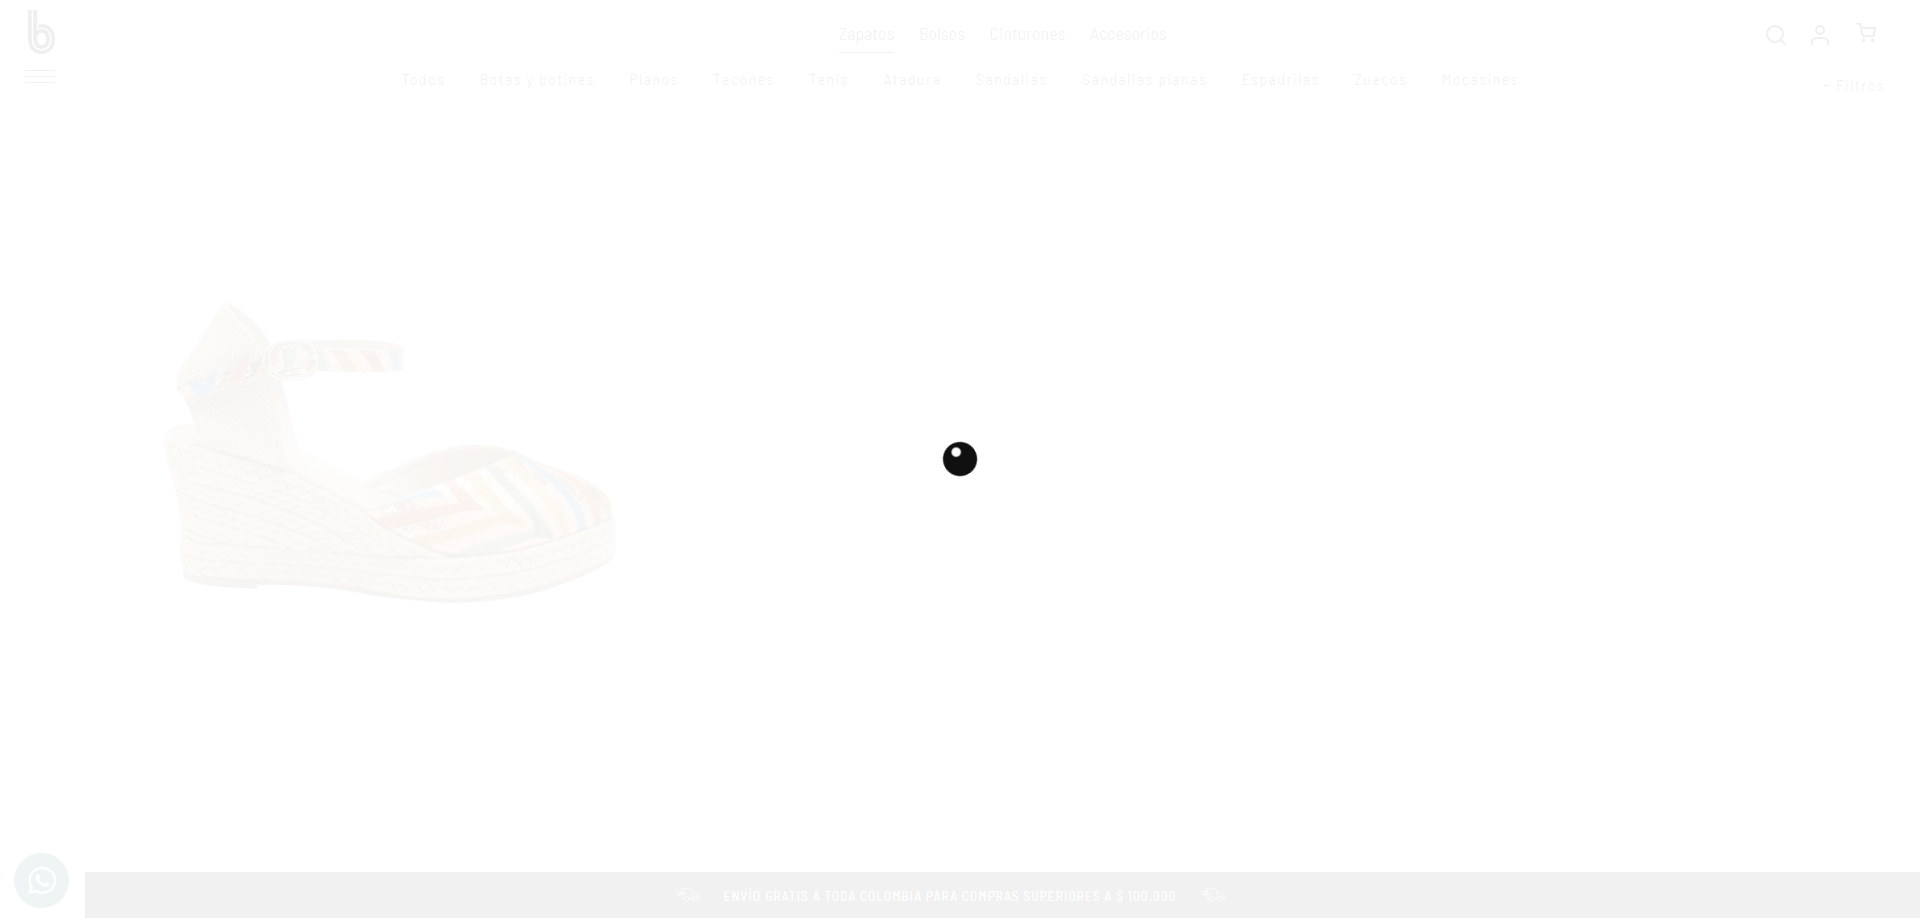 b
Zapatos Bolsos Cinturones Accesorios
Todos Botas y botines Planos Tacones Tenis Atadura Sandalias Sandalias planas Espadrilas Zuecos Mocasines
+ Filtros
ENVÍO GRATIS A TODA COLOMBIA PARA COMPRAS SUPERIORES A $ 100.000